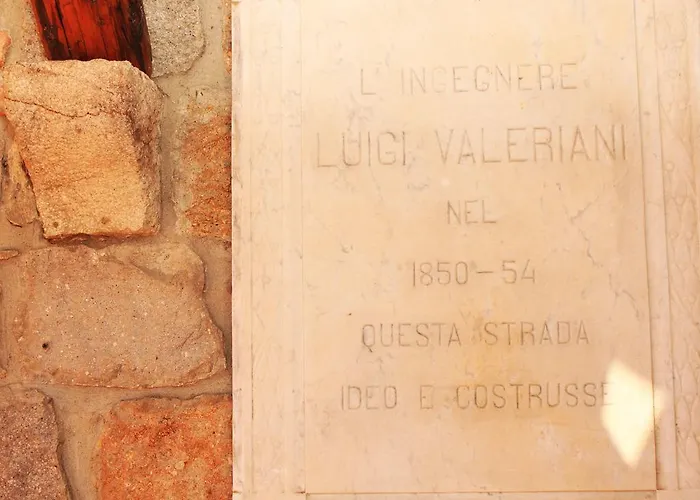 L' INGEGNERE
LUIGI VALERIANI
NEL
1850-54
QUESTA STRADA
IDEO E COSTRUSSE